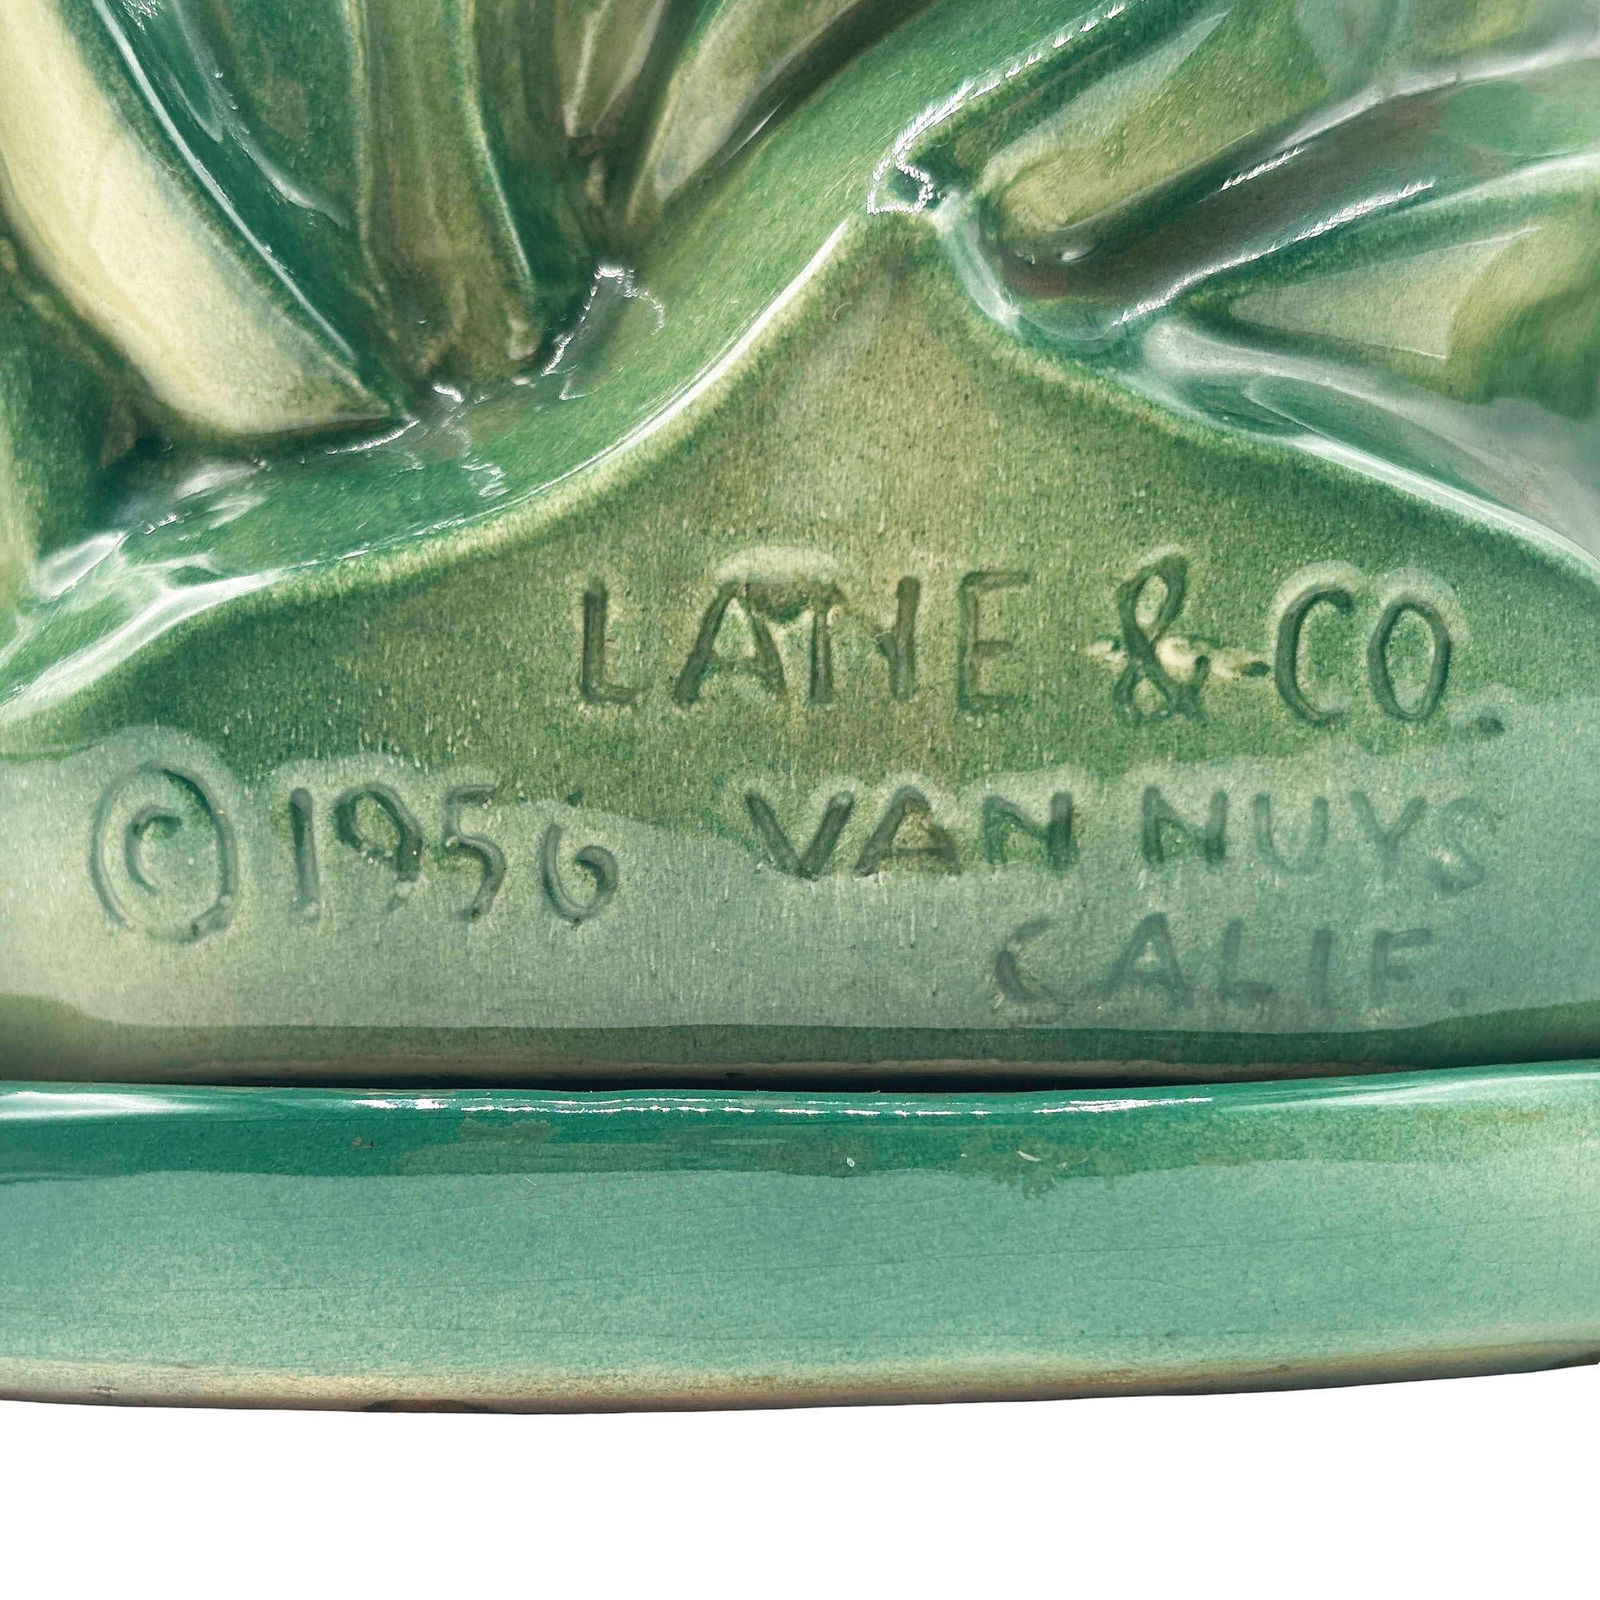 LANE & CO.
© 1956 VAN NUYS
CALIF.